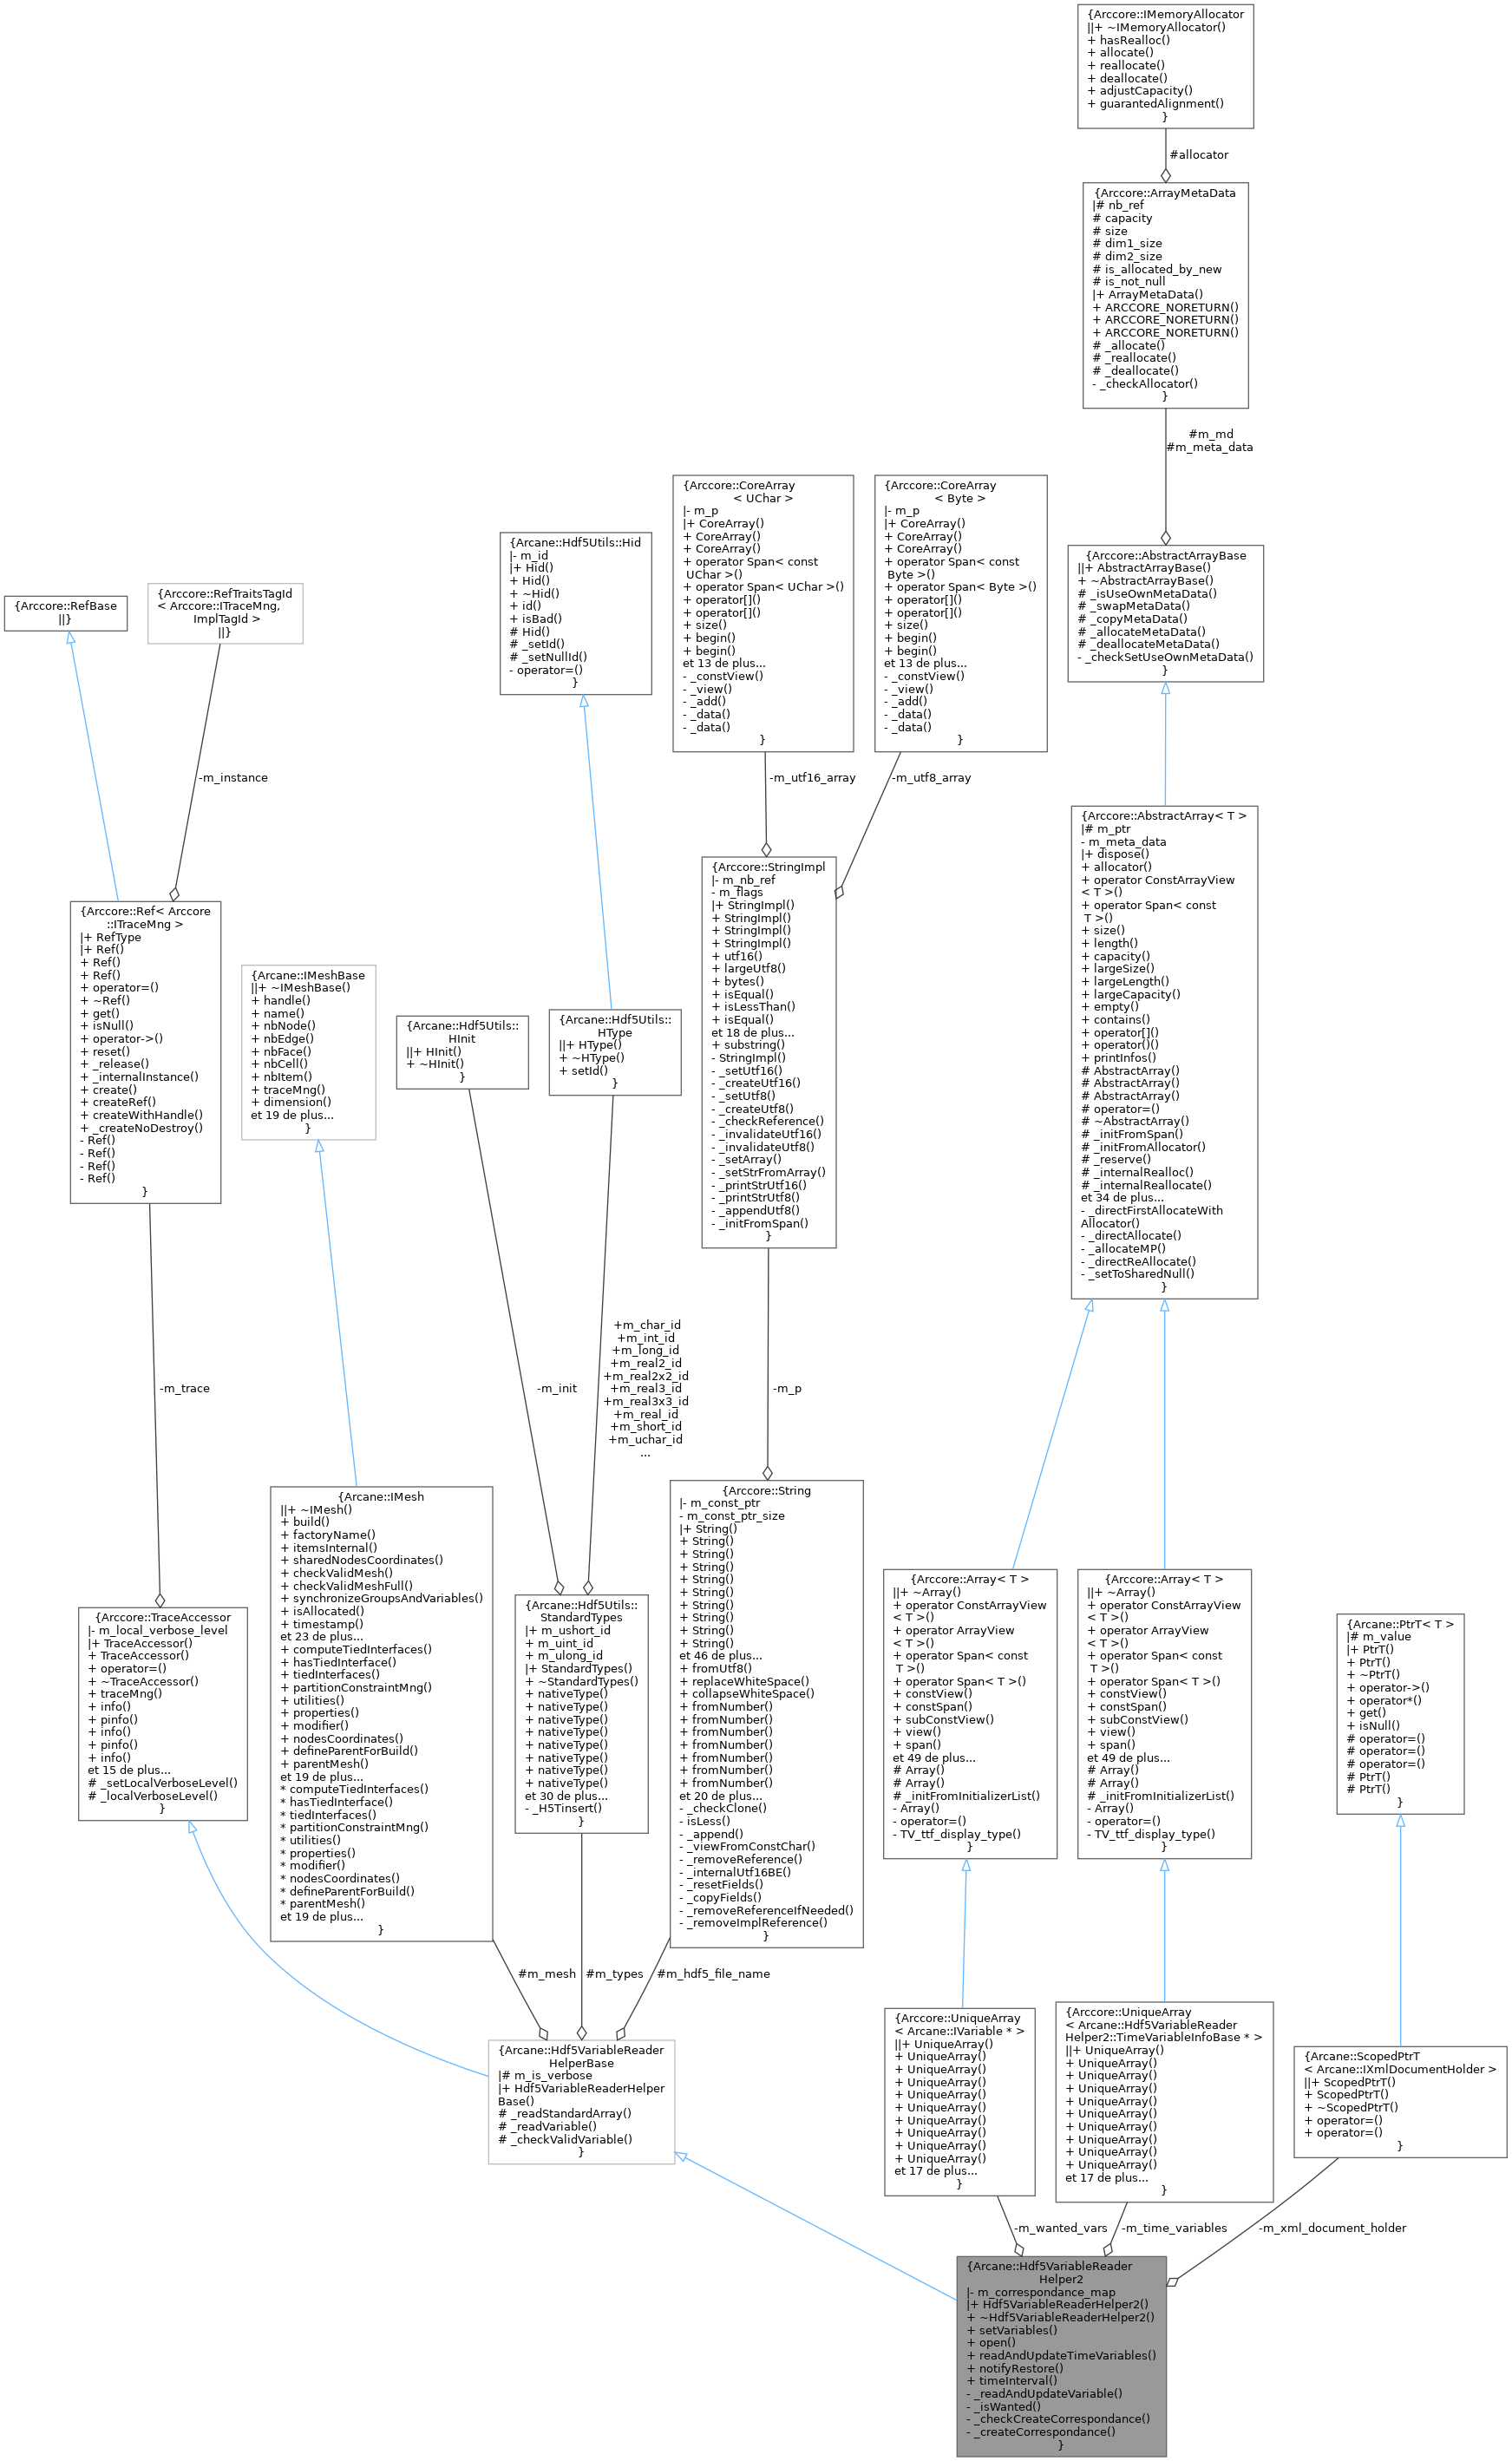 {Arccore::IMemoryAllocator
||+ ~IMemoryAllocator()
+ hasRealloc()
+ allocate()
+ reallocate()
+ deallocate()
+ adjustCapacity()
+ guarantedAlignment()
}
#allocator
{Arccore::ArrayMetaData
|# nb_ref
# capacity
# size
# dim1_size
# dim2_size
# is_allocated_by_new
# is_not_null
|+ ArrayMetaData()
+ ARCCORE_NORETURN()
+ ARCCORE_NORETURN()
+ ARCCORE_NORETURN()
# _allocate()
# _reallocate()
# _deallocate()
- _checkAllocator()
}
#m_md
#m_meta_data
{Arccore::CoreArray
< UChar >
|- m_p
|+ CoreArray()
+ CoreArray()
+ CoreArray()
+ operator Span< const
UChar >()
+ operator Span< UChar >()
+ operator[]()
+ operator[]()
+ size()
+ begin()
+ begin()
et 13 de plus...
- _constView()
- _view()
- _add()
- _data()
- _data()
}
{Arccore::CoreArray
< Byte >
|- m_p
|+ CoreArray()
+ CoreArray()
+ CoreArray()
+ operator Span< const
Byte >()
+ operator Span< Byte >()
+ operator[]()
+ operator[]()
+ size()
+ begin()
+ begin()
et 13 de plus...
- _constView()
- _view()
- _add()
- _data()
- _data()
}
{Arcane::Hdf5Utils::Hid
|- m_id
|+ Hid()
+ Hid()
+ ~Hid()
+ id()
+ isBad()
# Hid()
# _setId()
# _setNullId()
- operator=()
}
{Arccore::AbstractArrayBase
||+ AbstractArrayBase()
+ ~AbstractArrayBase()
# _isUseOwnMetaData()
# _swapMetaData()
# _copyMetaData()
# _allocateMetaData()
# _deallocateMetaData()
- _checkSetUseOwnMetaData()
}
{Arccore::RefBase
||}
{Arccore::RefTraitsTagId
< Arccore::ITraceMng,
ImplTagId >
||}
-m_instance
-m_utf16_array
-m_utf8_array
{Arccore::AbstractArray< T >
|# m_ptr
- m_meta_data
|+ dispose()
+ allocator()
+ operator ConstArrayView
< T >()
+ operator Span< const
T >()
+ size()
+ length()
+ capacity()
+ largeSize()
+ largeLength()
+ largeCapacity()
+ empty()
+ contains()
+ operator[]()
+ operator()()
+ printInfos()
# AbstractArray()
# AbstractArray()
# AbstractArray()
# operator=()
# ~AbstractArray()
# _initFromSpan()
# _initFromAllocator()
# _reserve()
# _internalRealloc()
# _internalReallocate()
et 34 de plus...
- _directFirstAllocateWith
Allocator()
- _directAllocate()
- _allocateMP()
- _directReAllocate()
- _setToSharedNull()
}
{Arccore::StringImpl
|- m_nb_ref
- m_flags
|+ StringImpl()
+ StringImpl()
+ StringImpl()
+ StringImpl()
+ utf16()
+ largeUtf8()
+ bytes()
+ isEqual()
+ isLessThan()
+ isEqual()
et 18 de plus...
+ substring()
- StringImpl()
- _setUtf16()
- _createUtf16()
- _setUtf8()
- _createUtf8()
- _checkReference()
- _invalidateUtf16()
- _invalidateUtf8()
- _setArray()
- _setStrFromArray()
- _printStrUtf16()
- _printStrUtf8()
- _appendUtf8()
- _initFromSpan()
}
{Arccore::Ref< Arccore
::ITraceMng >
|+ RefType
|+ Ref()
+ Ref()
+ Ref()
+ operator=()
+ ~Ref()
+ get()
+ isNull()
+ operator->()
+ reset()
+ _release()
+ _internalInstance()
+ create()
+ createRef()
+ createWithHandle()
+ _createNoDestroy()
- Ref()
- Ref()
- Ref()
- Ref()
}
{Arcane::IMeshBase
||+ ~IMeshBase()
+ handle()
+ name()
+ nbNode()
+ nbEdge()
+ nbFace()
+ nbCell()
+ nbItem()
+ traceMng()
+ dimension()
et 19 de plus...
}
{Arcane::Hdf5Utils::
HInit
||+ HInit()
+ ~HInit()
}
{Arcane::Hdf5Utils::
HType
||+ HType()
+ ~HType()
+ setId()
}
-m_trace
-m_init
+m_char_id
+m_int_id
+m_long_id
+m_real2_id
+m_real2x2_id
+m_real3_id
+m_real3x3_id
+m_real_id
+m_short_id
+m_uchar_id
...
-m_p
{Arcane::IMesh
||+ ~IMesh()
+ build()
+ factoryName()
+ itemsInternal()
+ sharedNodesCoordinates()
+ checkValidMesh()
+ checkValidMeshFull()
+ synchronizeGroupsAndVariables()
+ isAllocated()
+ timestamp()
et 23 de plus...
+ computeTiedInterfaces()
+ hasTiedInterface()
+ tiedInterfaces()
+ partitionConstraintMng()
+ utilities()
+ properties()
+ modifier()
+ nodesCoordinates()
+ defineParentForBuild()
+ parentMesh()
et 19 de plus...
* computeTiedInterfaces()
* hasTiedInterface()
* tiedInterfaces()
* partitionConstraintMng()
* utilities()
* properties()
* modifier()
* nodesCoordinates()
* defineParentForBuild()
* parentMesh()
et 19 de plus...
}
{Arccore::String
|- m_const_ptr
- m_const_ptr_size
|+ String()
+ String()
+ String()
+ String()
+ String()
+ String()
+ String()
+ String()
+ String()
+ String()
et 46 de plus...
+ fromUtf8()
+ replaceWhiteSpace()
+ collapseWhiteSpace()
+ fromNumber()
+ fromNumber()
+ fromNumber()
+ fromNumber()
+ fromNumber()
+ fromNumber()
+ fromNumber()
et 20 de plus...
- _checkClone()
- isLess()
- _append()
- _viewFromConstChar()
- _removeReference()
- _internalUtf16BE()
- _resetFields()
- _copyFields()
- _removeReferenceIfNeeded()
- _removeImplReference()
}
{Arccore::TraceAccessor
|- m_local_verbose_level
|+ TraceAccessor()
+ TraceAccessor()
+ operator=()
+ ~TraceAccessor()
+ traceMng()
+ info()
+ pinfo()
+ info()
+ pinfo()
+ info()
et 15 de plus...
# _setLocalVerboseLevel()
# _localVerboseLevel()
}
{Arcane::Hdf5Utils::
StandardTypes
|+ m_ushort_id
+ m_uint_id
+ m_ulong_id
|+ StandardTypes()
+ ~StandardTypes()
+ nativeType()
+ nativeType()
+ nativeType()
+ nativeType()
+ nativeType()
+ nativeType()
+ nativeType()
+ nativeType()
et 30 de plus...
- _H5Tinsert()
}
{Arccore::Array< T >
||+ ~Array()
+ operator ConstArrayView
< T >()
+ operator ArrayView
< T >()
+ operator Span< const
T >()
+ operator Span< T >()
+ constView()
+ constSpan()
+ subConstView()
+ view()
+ span()
et 49 de plus...
# Array()
# Array()
# _initFromInitializerList()
- Array()
- operator=()
- TV_ttf_display_type()
}
{Arccore::Array< T >
||+ ~Array()
+ operator ConstArrayView
< T >()
+ operator ArrayView
< T >()
+ operator Span< const
T >()
+ operator Span< T >()
+ constView()
+ constSpan()
+ subConstView()
+ view()
+ span()
et 49 de plus...
# Array()
# Array()
# _initFromInitializerList()
- Array()
- operator=()
- TV_ttf_display_type()
}
{Arcane::PtrT< T >
|# m_value
|+ PtrT()
+ PtrT()
+ ~PtrT()
+ operator->()
+ operator*()
+ get()
+ isNull()
# operator=()
# operator=()
# operator=()
# PtrT()
# PtrT()
}
#m_mesh
#m_types
#m_hdf5_file_name
{Arcane::Hdf5VariableReader
HelperBase
|# m_is_verbose
|+ Hdf5VariableReaderHelper
Base()
# _readStandardArray()
# _readVariable()
# _checkValidVariable()
}
{Arccore::UniqueArray
< Arcane::IVariable * >
||+ UniqueArray()
+ UniqueArray()
+ UniqueArray()
+ UniqueArray()
+ UniqueArray()
+ UniqueArray()
+ UniqueArray()
+ UniqueArray()
+ UniqueArray()
+ UniqueArray()
et 17 de plus...
}
{Arccore::UniqueArray
< Arcane::Hdf5VariableReader
Helper2::TimeVariableInfoBase * >
||+ UniqueArray()
+ UniqueArray()
+ UniqueArray()
+ UniqueArray()
+ UniqueArray()
+ UniqueArray()
+ UniqueArray()
+ UniqueArray()
+ UniqueArray()
+ UniqueArray()
et 17 de plus...
}
{Arcane::ScopedPtrT
< Arcane::IXmlDocumentHolder >
||+ ScopedPtrT()
+ ScopedPtrT()
+ ~ScopedPtrT()
+ operator=()
+ operator=()
}
-m_wanted_vars
-m_time_variables
-m_xml_document_holder
{Arcane::Hdf5VariableReader
Helper2
|- m_correspondance_map
|+ Hdf5VariableReaderHelper2()
+ ~Hdf5VariableReaderHelper2()
+ setVariables()
+ open()
+ readAndUpdateTimeVariables()
+ notifyRestore()
+ timeInterval()
- _readAndUpdateVariable()
- _isWanted()
- _checkCreateCorrespondance()
- _createCorrespondance()
}